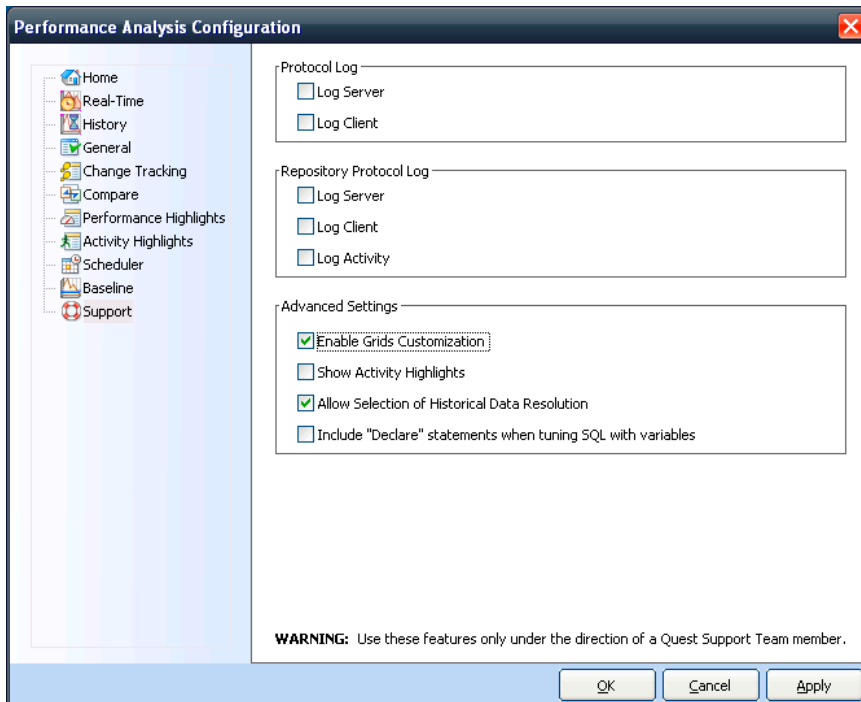 Performance Analysis Configuration
Home
Real-Time
History
General
Change Tracking
Compare
Performance Highlights
Activity Highlights
Scheduler
Baseline
Support
Protocol Log
Log Server
Log Client
Repository Protocol Log
Log Server
Log Client
Log Activity
Advanced Settings
Enable Grids Customization
Show Activity Highlights
Allow Selection of Historical Data Resolution
Include "Declare" statements when tuning SQL with variables
WARNING: Use these features only under the direction of a Quest Support Team member.
OK
Cancel
Apply